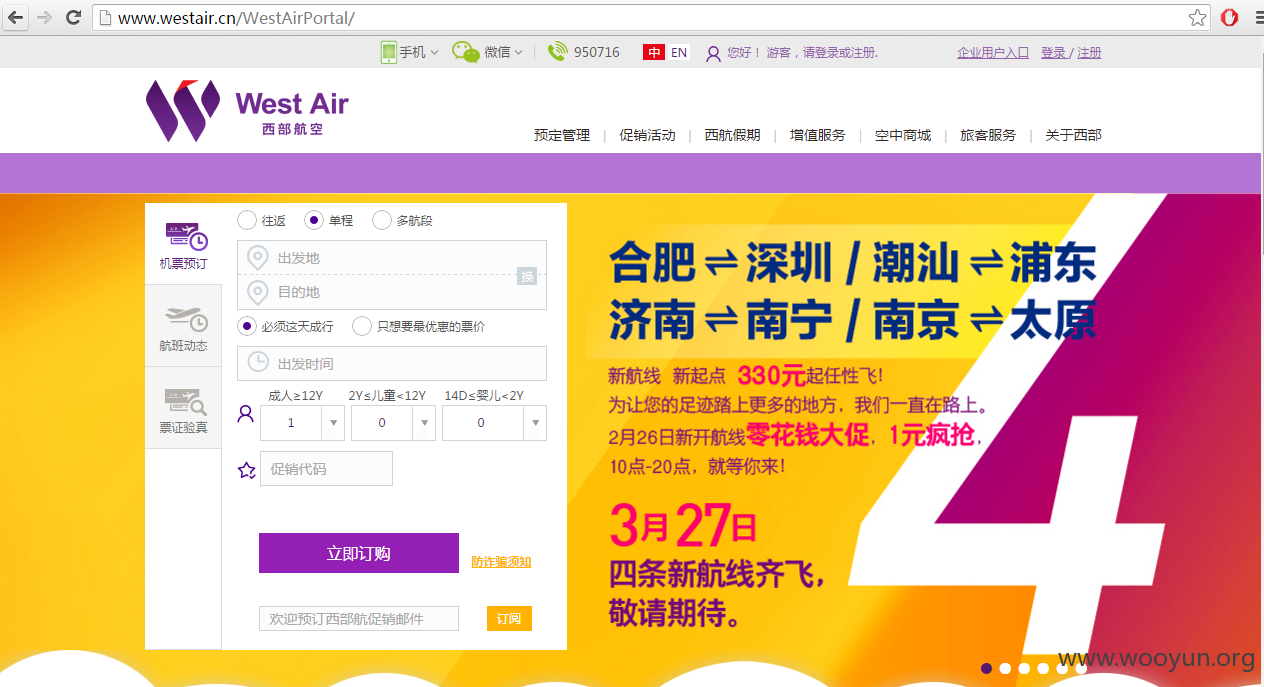 www.westair.cn/WestAirPortal/
手机 微信 950716 中 EN 您好！ 游客，请登录或注册. 企业用户入口 登录 / 注册
West Air
西部航空
预定管理 | 促销活动 | 西航假期 | 增值服务 | 空中商城 | 旅客服务 | 关于西部
机票预订
航班动态
票证验真
往返 单程 多航段
出发地
换
目的地
必须这天成行 只想要最优惠的票价
出发时间
成人≥12Y 2Y≤儿童<12Y 14D≤婴儿<2Y
1 0 0
促销代码
立即订购 防诈骗须知
欢迎预订西部航促销邮件 订阅
合肥⇌深圳 / 潮汕⇌浦东
济南⇌南宁 / 南京⇌太原
新航线 新起点 330元起任性飞!
为让您的足迹踏上更多的地方，我们一直在路上。
2月26日新开航线零花钱大促，1元疯抢，
10点-20点，就等你来!
3月27日
四条新航线齐飞，
敬请期待。
4
www.wooyun.org